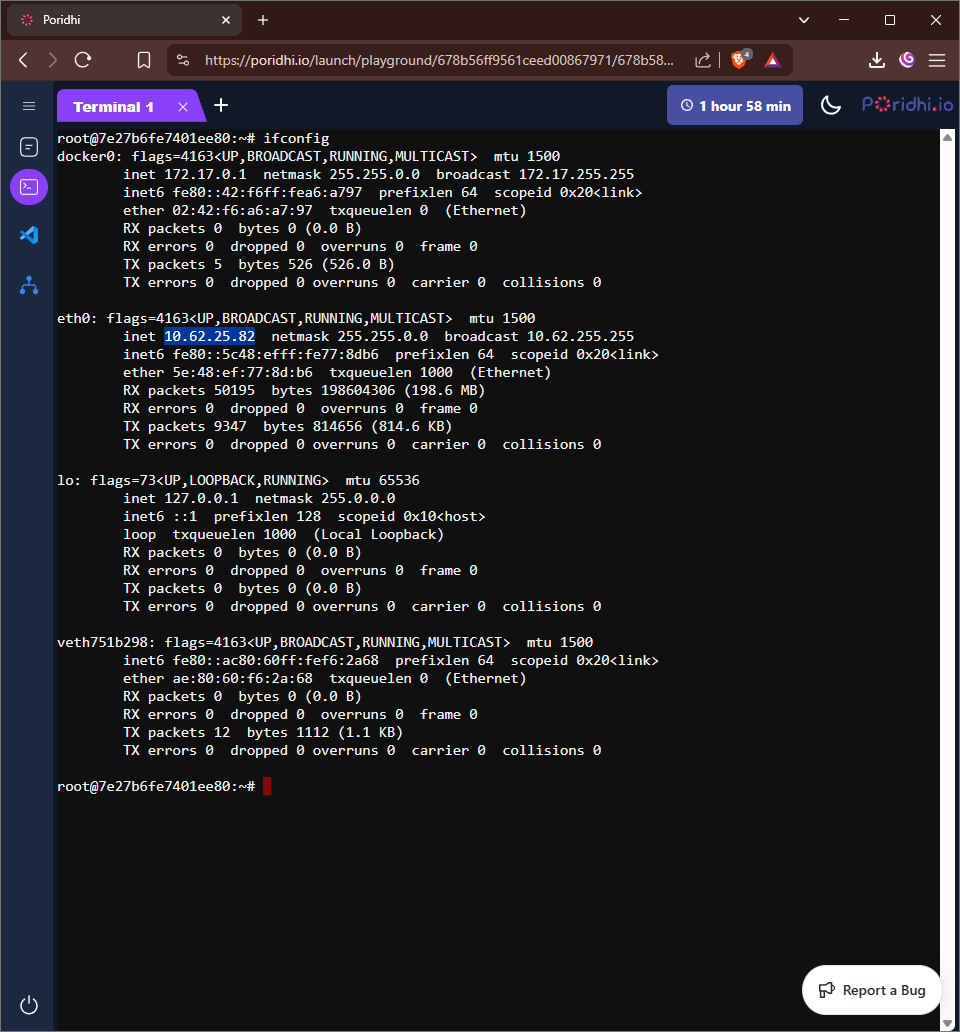 Poridhi
https://poridhi.io/launch/playground/678b56ff9561ceed00867971/678b58...
4
Terminal 1
1 hour 58 min
Poridhi.io
root@7e27b6fe7401ee80:~# ifconfig
docker0: flags=4163<UP,BROADCAST,RUNNING,MULTICAST>  mtu 1500
        inet 172.17.0.1  netmask 255.255.0.0  broadcast 172.17.255.255
        inet6 fe80::42:f6ff:fea6:a797  prefixlen 64  scopeid 0x20<link>
        ether 02:42:f6:a6:a7:97  txqueuelen 0  (Ethernet)
        RX packets 0  bytes 0 (0.0 B)
        RX errors 0  dropped 0  overruns 0  frame 0
        TX packets 5  bytes 526 (526.0 B)
        TX errors 0  dropped 0 overruns 0  carrier 0  collisions 0
eth0: flags=4163<UP,BROADCAST,RUNNING,MULTICAST>  mtu 1500
        inet 10.62.25.82  netmask 255.255.0.0  broadcast 10.62.255.255
        inet6 fe80::5c48:efff:fe77:8db6  prefixlen 64  scopeid 0x20<link>
        ether 5e:48:ef:77:8d:b6  txqueuelen 1000  (Ethernet)
        RX packets 50195  bytes 198604306 (198.6 MB)
        RX errors 0  dropped 0  overruns 0  frame 0
        TX packets 9347  bytes 814656 (814.6 KB)
        TX errors 0  dropped 0 overruns 0  carrier 0  collisions 0
lo: flags=73<UP,LOOPBACK,RUNNING>  mtu 65536
        inet 127.0.0.1  netmask 255.0.0.0
        inet6 ::1  prefixlen 128  scopeid 0x10<host>
        loop  txqueuelen 1000  (Local Loopback)
        RX packets 0  bytes 0 (0.0 B)
        RX errors 0  dropped 0  overruns 0  frame 0
        TX packets 0  bytes 0 (0.0 B)
        TX errors 0  dropped 0 overruns 0  carrier 0  collisions 0
veth751b298: flags=4163<UP,BROADCAST,RUNNING,MULTICAST>  mtu 1500
        inet6 fe80::ac80:60ff:fef6:2a68  prefixlen 64  scopeid 0x20<link>
        ether ae:80:60:f6:2a:68  txqueuelen 0  (Ethernet)
        RX packets 0  bytes 0 (0.0 B)
        RX errors 0  dropped 0  overruns 0  frame 0
        TX packets 12  bytes 1112 (1.1 KB)
        TX errors 0  dropped 0 overruns 0  carrier 0  collisions 0
root@7e27b6fe7401ee80:~#
Report a Bug